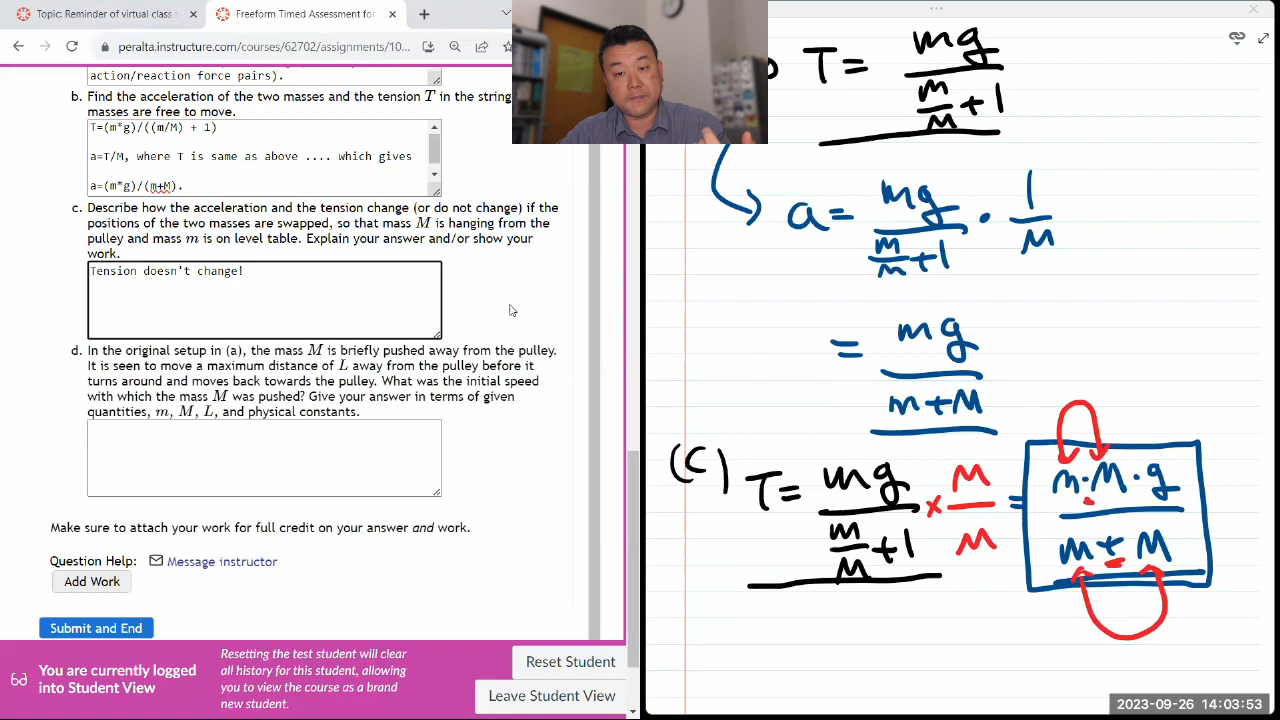 Topic: Reminder of virtual class
Freeform Timed Assessment for
peralta.instructure.com/courses/62702/assignments/10...
action/reaction force pairs).
b. Find the acceleration of the two masses and the tension T in the string
masses are free to move.
T=(m*g)/((m/M) + 1)
a=T/M, where T is same as above .... which gives
a=(m*g)/(m+M).
c. Describe how the acceleration and the tension change (or do not change) if the
positions of the two masses are swapped, so that mass M is hanging from the
pulley and mass m is on level table. Explain your answer and/or show your
work.
Tension doesn't change!
d. In the original setup in (a), the mass M is briefly pushed away from the pulley.
It is seen to move a maximum distance of L away from the pulley before it
turns around and moves back towards the pulley. What was the initial speed
with which the mass M was pushed? Give your answer in terms of given
quantities, m, M, L, and physical constants.
Make sure to attach your work for full credit on your answer and work.
Question Help: Message instructor
Add Work
Submit and End
You are currently logged
into Student View
Resetting the test student will clear
all history for this student, allowing
you to view the course as a brand
new student.
Reset Student
Leave Student View
T= mg
m/M +1
a= mg • 1
m/M +1 M
= mg
m+M
(C) T= mg × M = m·M·g
m/M +1 M m+M
2023-09-26 14:03:53